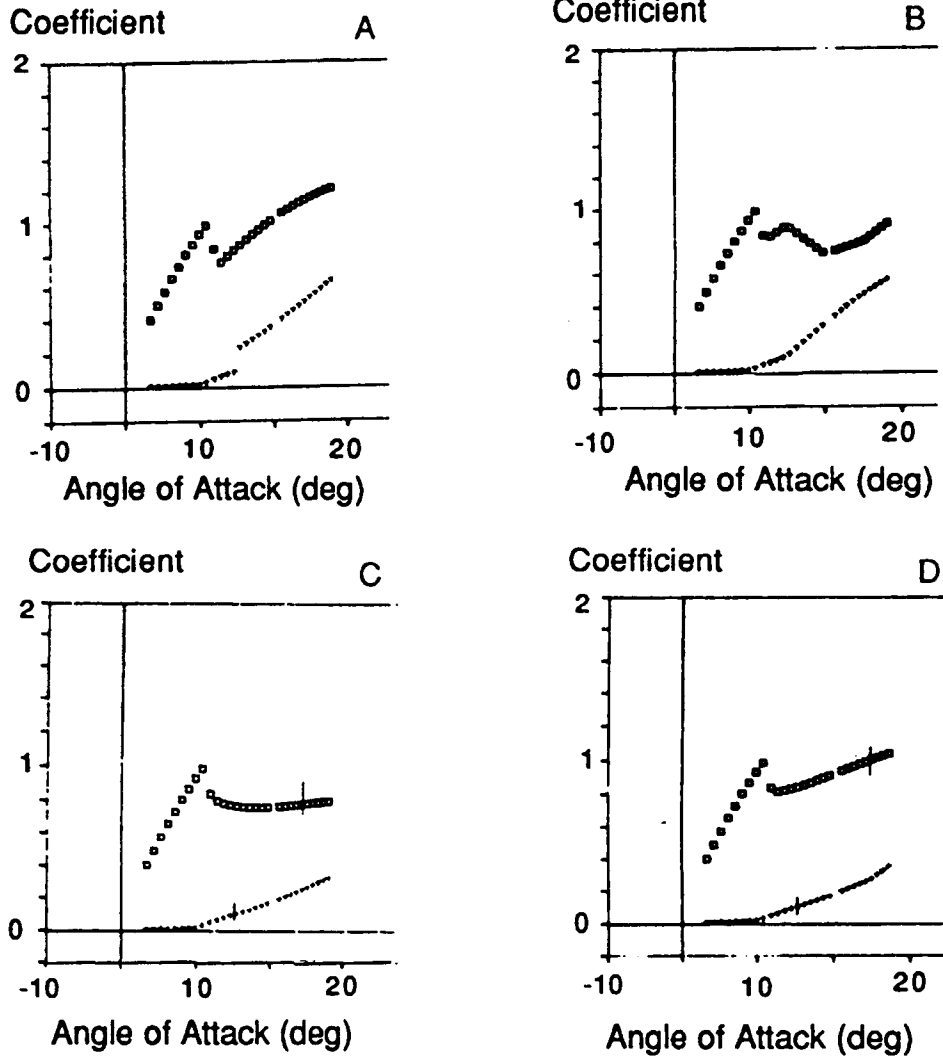 Coefficient A
2
1
0
-10 10 20
Angle of Attack (deg)
Coefficient B
2
1
0
-10 10 20
Angle of Attack (deg)
Coefficient C
2
1
0
-10 10 20
Angle of Attack (deg)
Coefficient D
2
1
0
-10 10 20
Angle of Attack (deg)